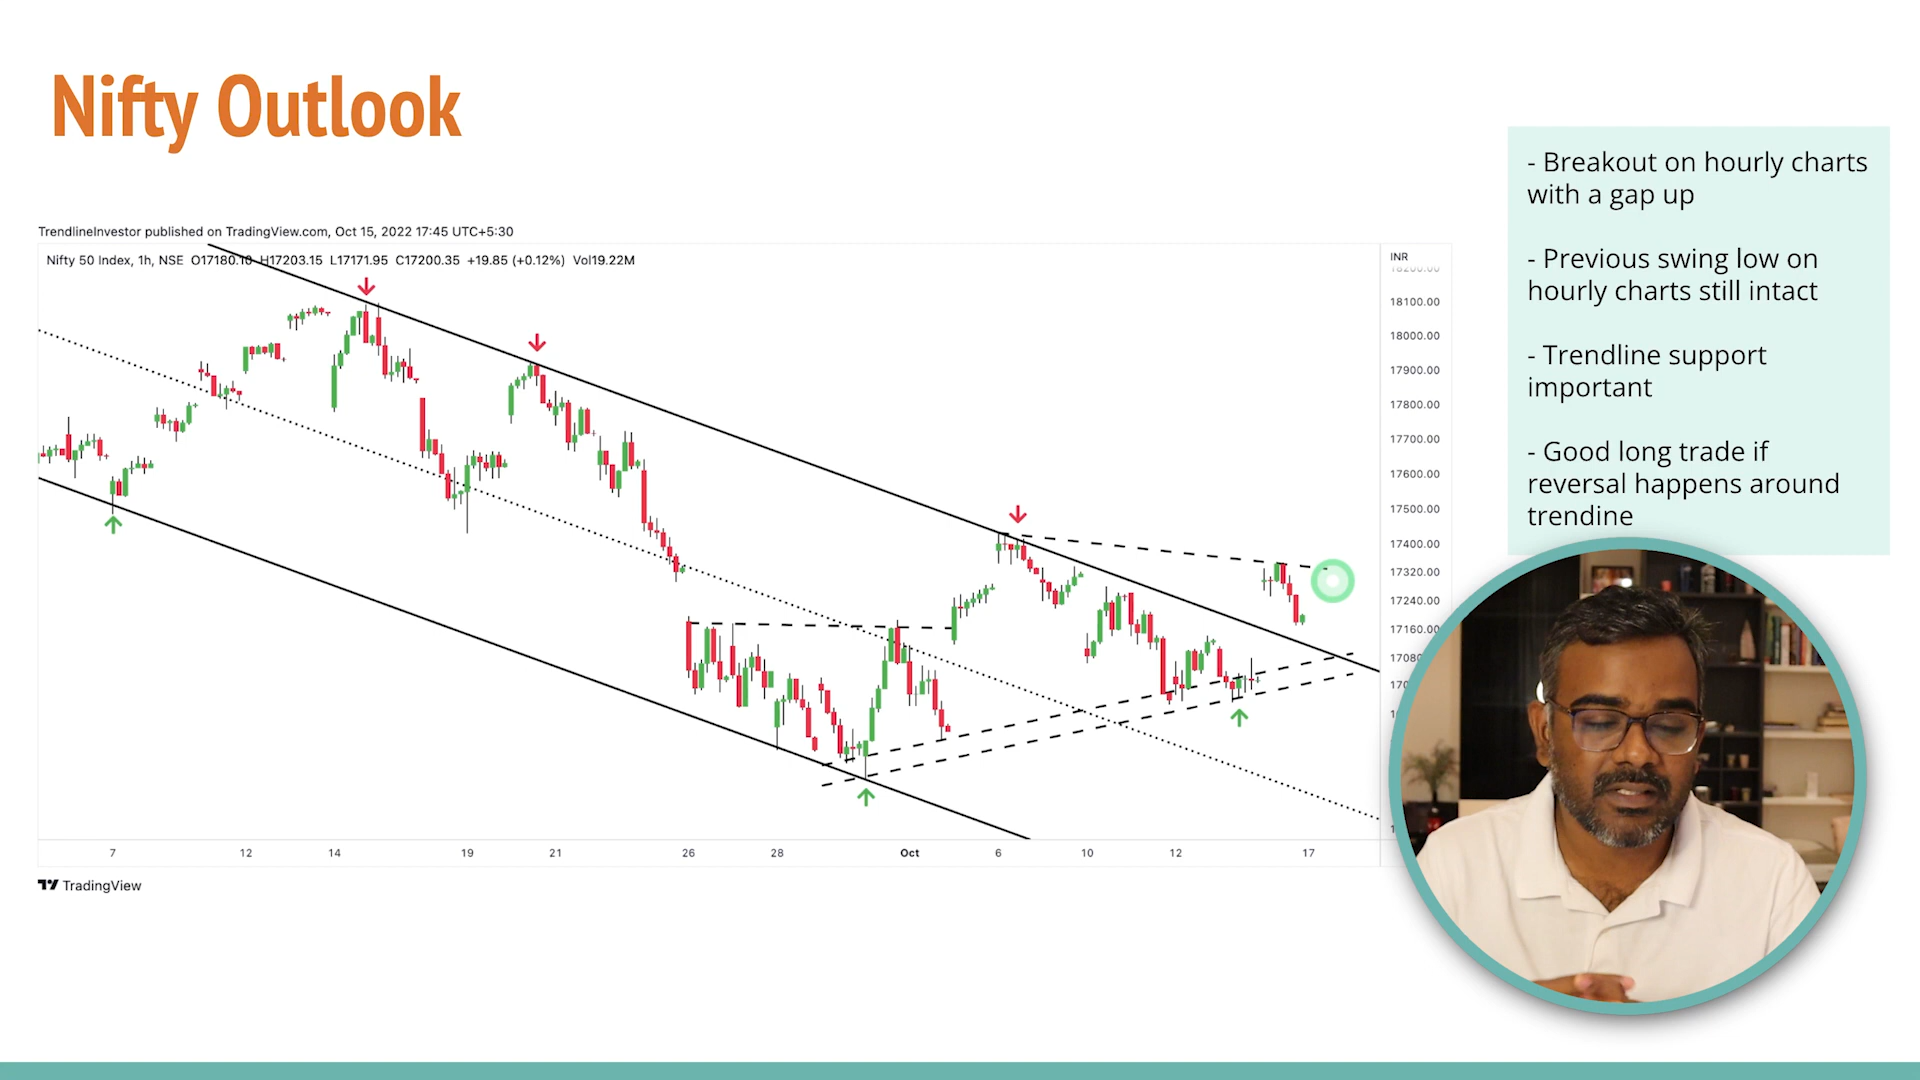 Nifty Outlook
- Breakout on hourly charts
with a gap up
- Previous swing low on
hourly charts still intact
- Trendline support
important
- Good long trade if
reversal happens around
trendine
TrendlineInvestor published on TradingView.com, Oct 15, 2022 17:45 UTC+5:30
Nifty 50 Index, 1h, NSE O17180.10 H17203.15 L17171.95 C17200.35 +19.85 (+0.12%) Vol19.22M
INR
18200.00
18100.00
18000.00
17900.00
17800.00
17700.00
17600.00
17500.00
17400.00
17320.00
17240.00
17160.00
7 12 14 19 21 26 28 Oct 6 10 12 17
TradingView